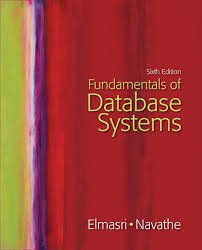 Sixth Edition
Fundamentals of
Database
Systems
Elmasri • Navathe